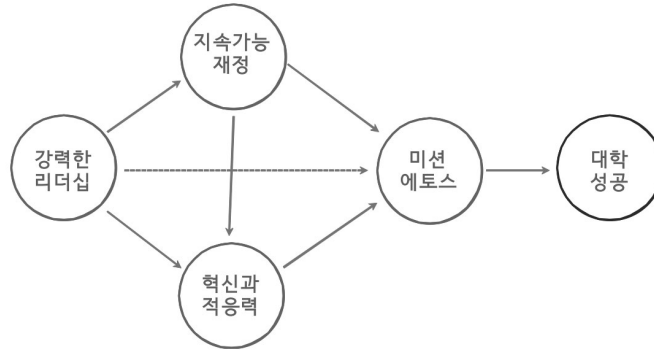 지속가능
재정
강력한
리더십
미션
에토스
대학
성공
혁신과
적응력